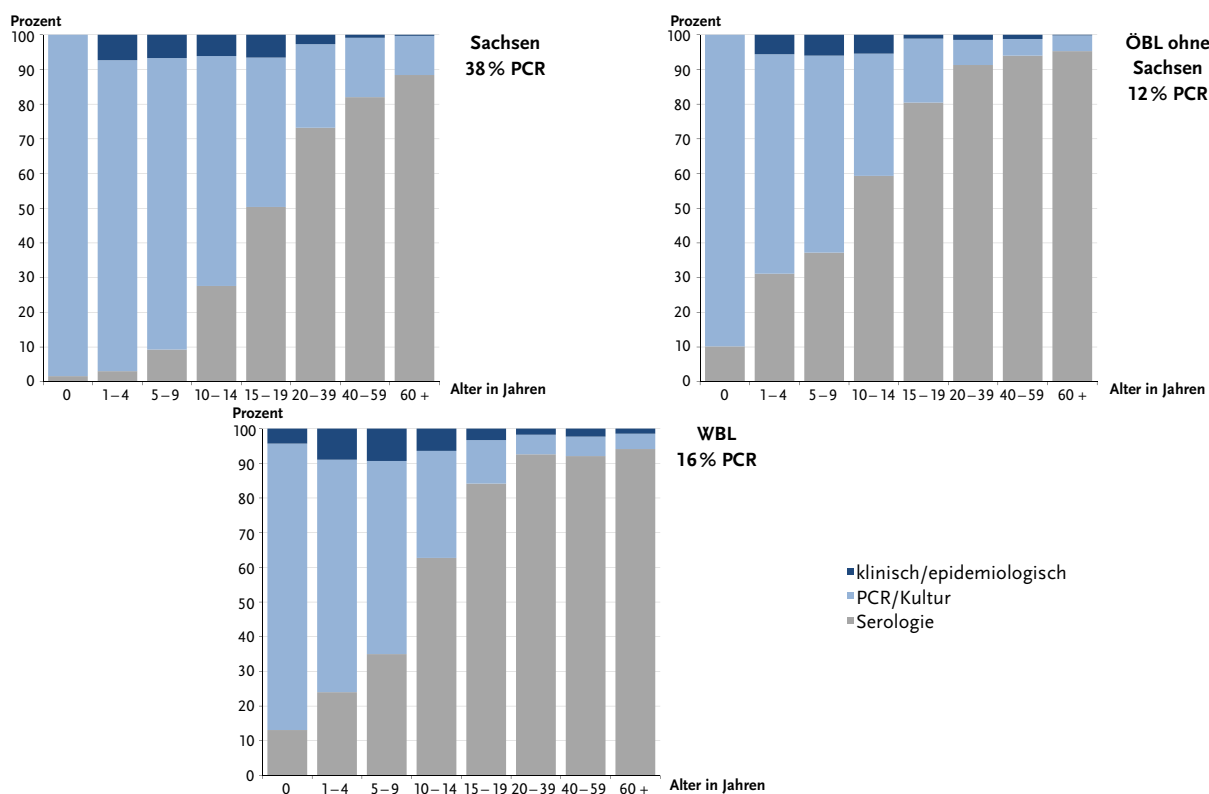 Prozent
100
90
80
70
60
50
40
30
20
10
0
0 1–4 5–9 10–14 15–19 20–39 40–59 60 +
Alter in Jahren
Sachsen
38 % PCR
Prozent
100
90
80
70
60
50
40
30
20
10
0
0 1–4 5–9 10–14 15–19 20–39 40–59 60 +
Alter in Jahren
ÖBL ohne
Sachsen
12 % PCR
Prozent
100
90
80
70
60
50
40
30
20
10
0
0 1–4 5–9 10–14 15–19 20–39 40–59 60 +
Alter in Jahren
WBL
16 % PCR
klinisch/epidemiologisch
PCR/Kultur
Serologie